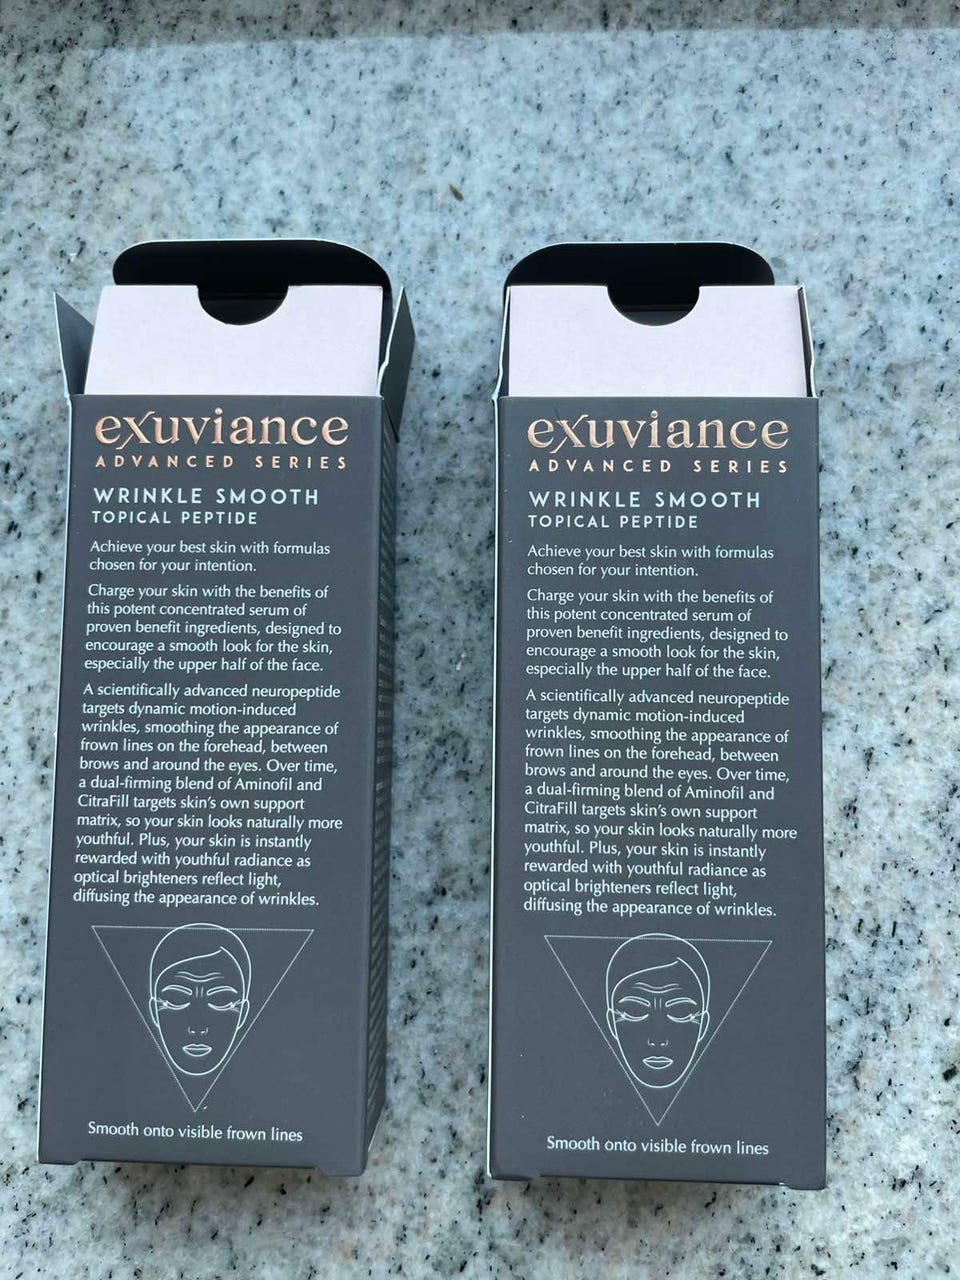 exuviance
ADVANCED SERIES
WRINKLE SMOOTH
TOPICAL PEPTIDE
Achieve your best skin with formulas
chosen for your intention.
Charge your skin with the benefits of
this potent concentrated serum of
proven benefit ingredients, designed to
encourage a smooth look for the skin,
especially the upper half of the face.
A scientifically advanced neuropeptide
targets dynamic motion-induced
wrinkles, smoothing the appearance of
frown lines on the forehead, between
brows and around the eyes. Over time,
a dual-firming blend of Aminofil and
CitraFill targets skin's own support
matrix, so your skin looks naturally more
youthful. Plus, your skin is instantly
rewarded with youthful radiance as
optical brighteners reflect light,
diffusing the appearance of wrinkles.
Smooth onto visible frown lines
exuviance
ADVANCED SERIES
WRINKLE SMOOTH
TOPICAL PEPTIDE
Achieve your best skin with formulas
chosen for your intention.
Charge your skin with the benefits of
this potent concentrated serum of
proven benefit ingredients, designed to
encourage a smooth look for the skin,
especially the upper half of the face.
A scientifically advanced neuropeptide
targets dynamic motion-induced
wrinkles, smoothing the appearance of
frown lines on the forehead, between
brows and around the eyes. Over time,
a dual-firming blend of Aminofil and
CitraFill targets skin's own support
matrix, so your skin looks naturally more
youthful. Plus, your skin is instantly
rewarded with youthful radiance as
optical brighteners reflect light,
diffusing the appearance of wrinkles.
Smooth onto visible frown lines